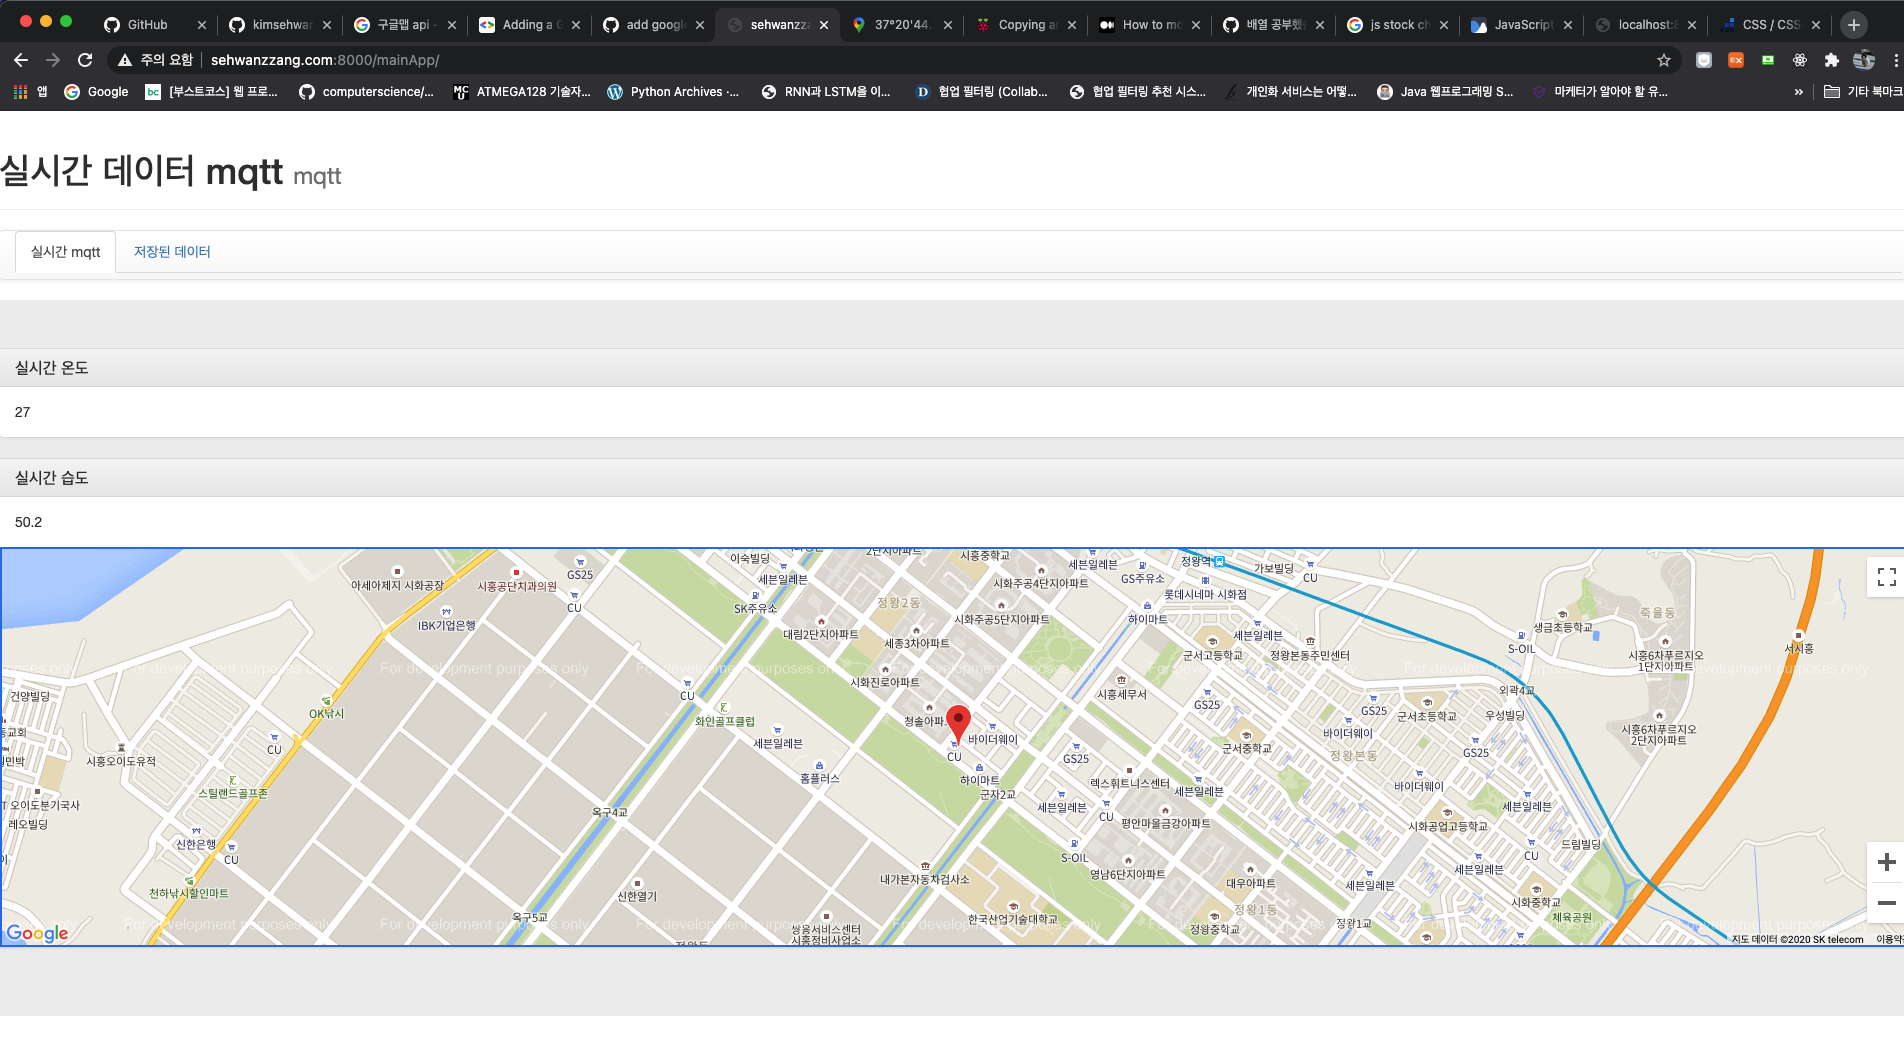 GitHub
kimsehwan
구글맵 api -
Adding a G
add google
sehwanzza
37°20'44.
Copying an
How to mo
배열 공부했
js stock ch
JavaScript
localhost:8
CSS / CSS
주의 요함
sehwanzzang.com:8000/mainApp/
앱
Google
[부스트코스] 웹 프로...
computerscience/...
ATMEGA128 기술자...
Python Archives -...
RNN과 LSTM을 이...
협업 필터링 (Collab...
협업 필터링 추천 시스...
개인화 서비스는 어떻...
Java 웹프로그래밍 S...
마케터가 알아야 할 유...
»
기타 북마크
실시간 데이터 mqtt mqtt
실시간 mqtt
저장된 데이터
실시간 온도
27
실시간 습도
50.2
이숙빌딩
2단지아파트
시흥중학교
정왕역
가보빌딩
아세아제지 시화공장
시흥공단치과의원
GS25
세븐일레븐
시화주공4단지아파트
세븐일레븐
GS주유소
CU
CU
SK주유소
정왕2동
롯데시네마 시화점
죽율동
IBK기업은행
대림2단지아파트
세종3차아파트
시화주공5단지아파트
하이마트
세븐일레븐
생금초등학교
군서고등학교
정왕본동주민센터
S-OIL
시흥6차푸르지오
1단지아파트
서시흥
For development purposes only
건양빌딩
CU
시화진로아파트
시흥세무서
외곽4교
OK낚시
화인골프클럽
청솔아파
GS25
GS25
군서초등학교
우성빌딩
CU
세븐일레븐
바이더웨이
군서중학교
바이더웨이
시흥6차푸르지오
2단지아파트
시흥오이도유적
CU
GS25
정왕본동
GS25
홈플러스
하이마트
렉스휘트니스센터
스틸랜드골프존
군자2교
세븐일레븐
바이더웨이
오이도분기국사
레오빌딩
옥구4교
세븐일레븐
CU
평안마을금강아파트
세븐일레븐
시화공업고등학교
신한은행
CU
S-OIL
드림빌딩
세븐일레븐
CU
천하낚시할인마트
신한열기
내가본자동차검사소
영남6단지아파트
대우아파트
세븐일레븐
시화중학교
옥구5교
한국산업기술대학교
정왕1동
정왕1교
체육공원
쌍용서비스센터
시흥정비사업소
정왕중학교
For development purposes only
Google
지도 데이터 ©2020 SK telecom
이용약